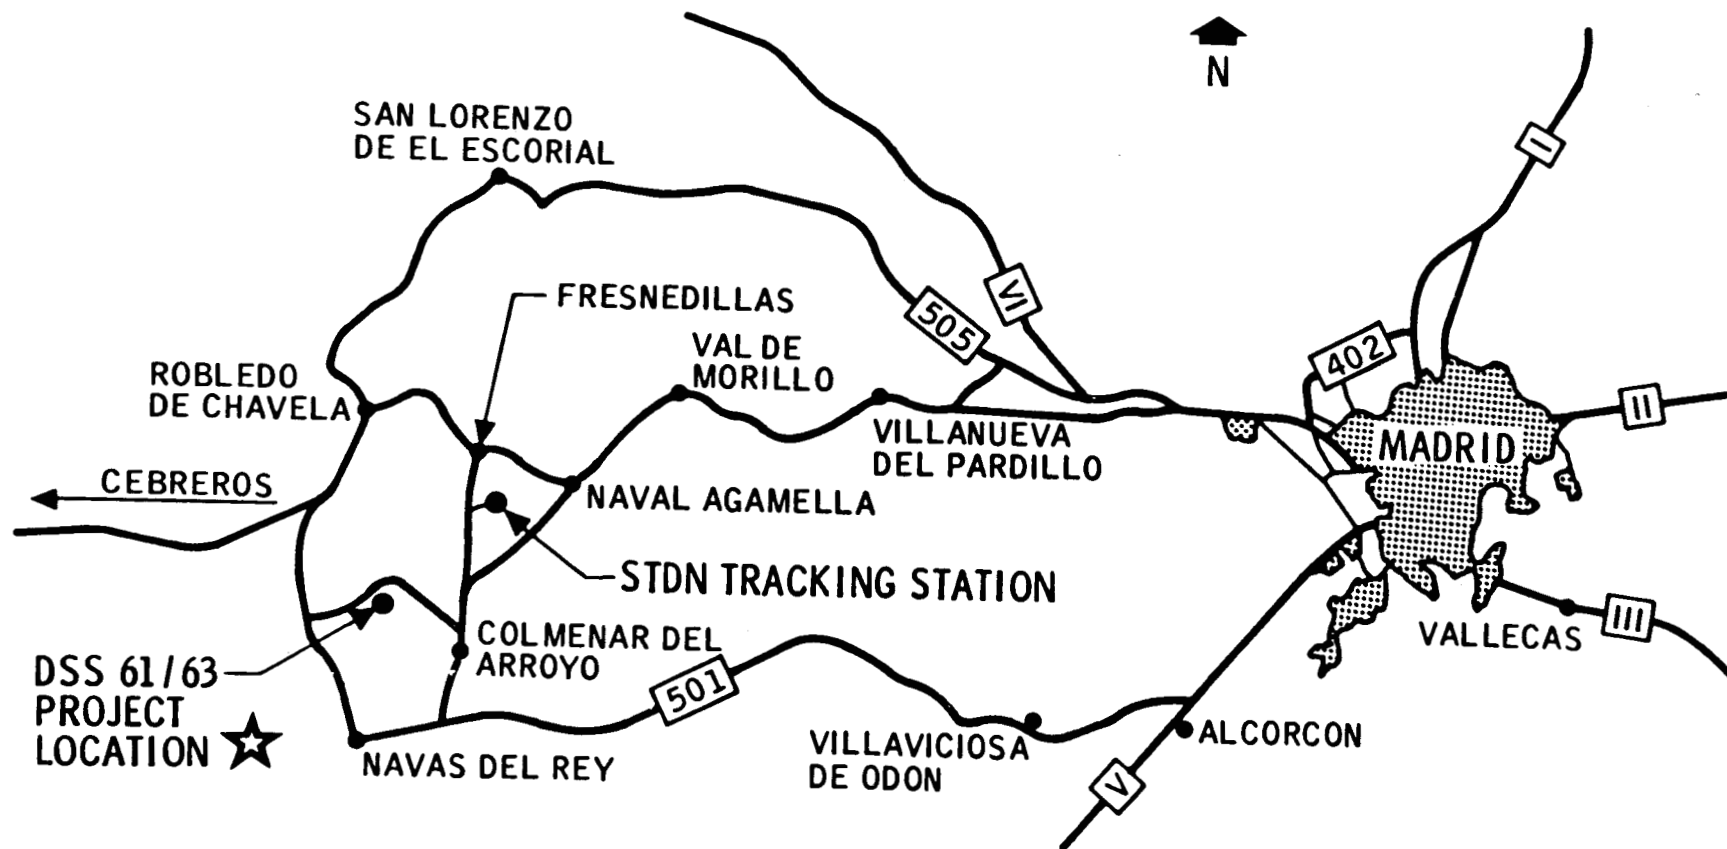 N
I
SAN LORENZO
DE EL ESCORIAL
FRESNEDILLAS
VI
505
VAL DE
MORILLO
402
ROBLEDO
DE CHAVELA
II
VILLANUEVA
DEL PARDILLO
MADRID
CEBREROS
NAVAL AGAMELLA
STDN TRACKING STATION
III
VALLECAS
COLMENAR DEL
ARROYO
DSS 61/63
PROJECT
LOCATION
501
VILLAVICIOSA
DE ODON
ALCORCON
NAVAS DEL REY
V